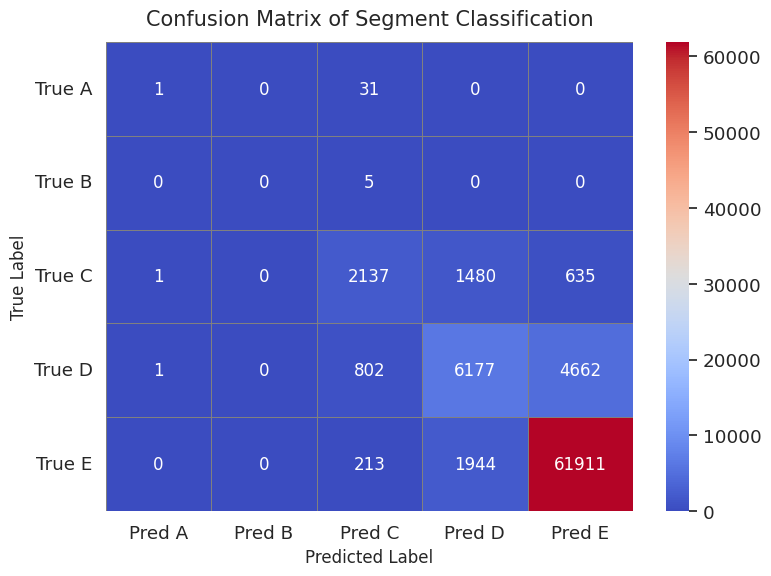 Confusion Matrix of Segment Classification
True A 1 0 31 0 0
True B 0 0 5 0 0
True C 1 0 2137 1480 635
True D 1 0 802 6177 4662
True E 0 0 213 1944 61911
Pred A Pred B Pred C Pred D Pred E
Predicted Label
True Label
60000
50000
40000
30000
20000
10000
0